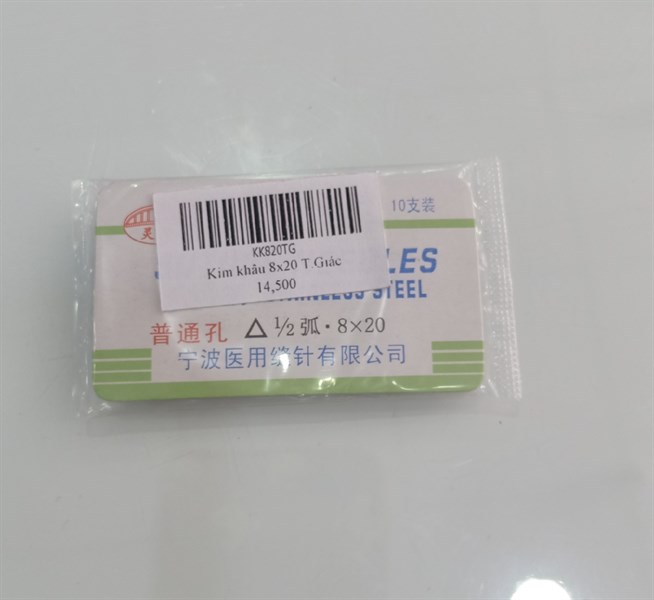 10支装
KK820TG
Kim khâu 8x20 T.Giác
14,500
STEEL
普通孔 △ 1/2 弧·8×20
宁波医用缝针有限公司